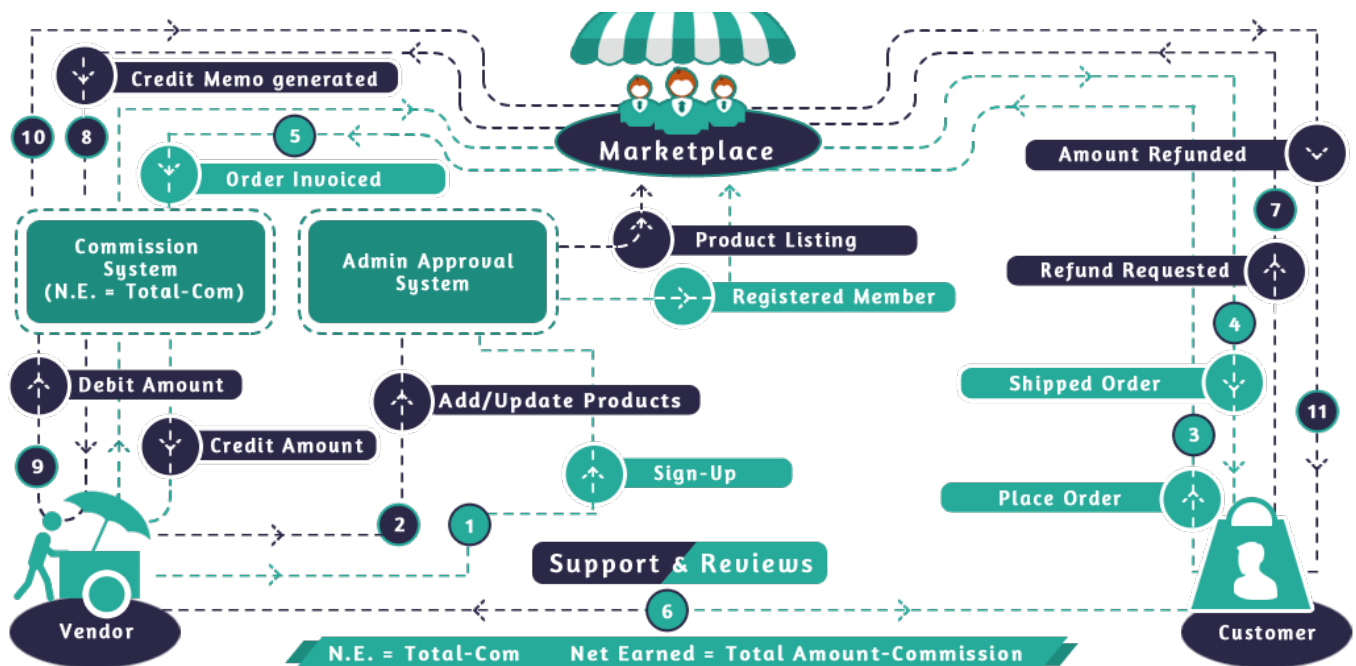 Credit Memo generated
10
8
5
Marketplace
Order Invoiced
Amount Refunded
7
Product Listing
Refund Requested
Commission
System
(N.E. = Total-Com)
Admin Approval
System
Registered Member
4
Debit Amount
Add/Update Products
Shipped Order
11
Credit Amount
3
9
Sign-Up
Place Order
2
1
Support & Reviews
6
Vendor
Customer
N.E. = Total-Com Net Earned = Total Amount-Commission